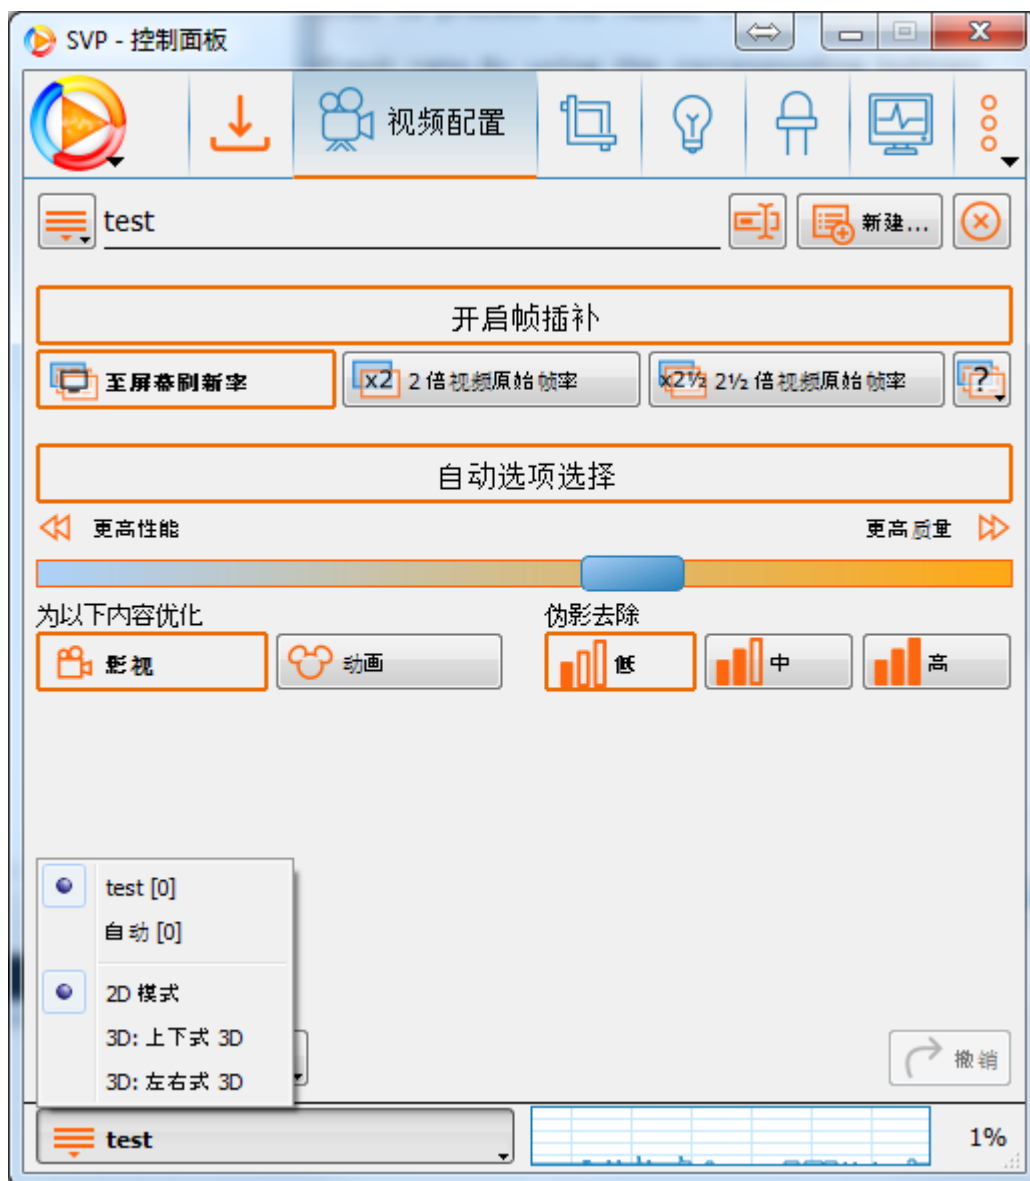 SVP - 控制面板
视频配置
test
新建...
开启帧插补
至屏幕刷新率
x2 2 倍视频原始帧率
x2½ 2½ 倍视频原始帧率
?
自动选项选择
更高性能
更高质量
为以下内容优化
伪影去除
影视
动画
低
中
高
test [0]
自动 [0]
2D 模式
3D: 上下式 3D
3D: 左右式 3D
撤销
test
1%